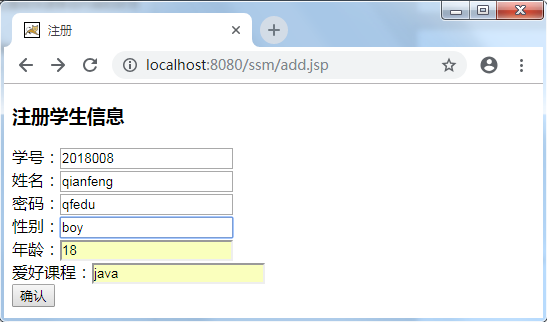 注册
localhost:8080/ssm/add.jsp
注册学生信息
学号：2018008
姓名：qianfeng
密码：qfedu
性别：boy
年龄：18
爱好课程：java
确认